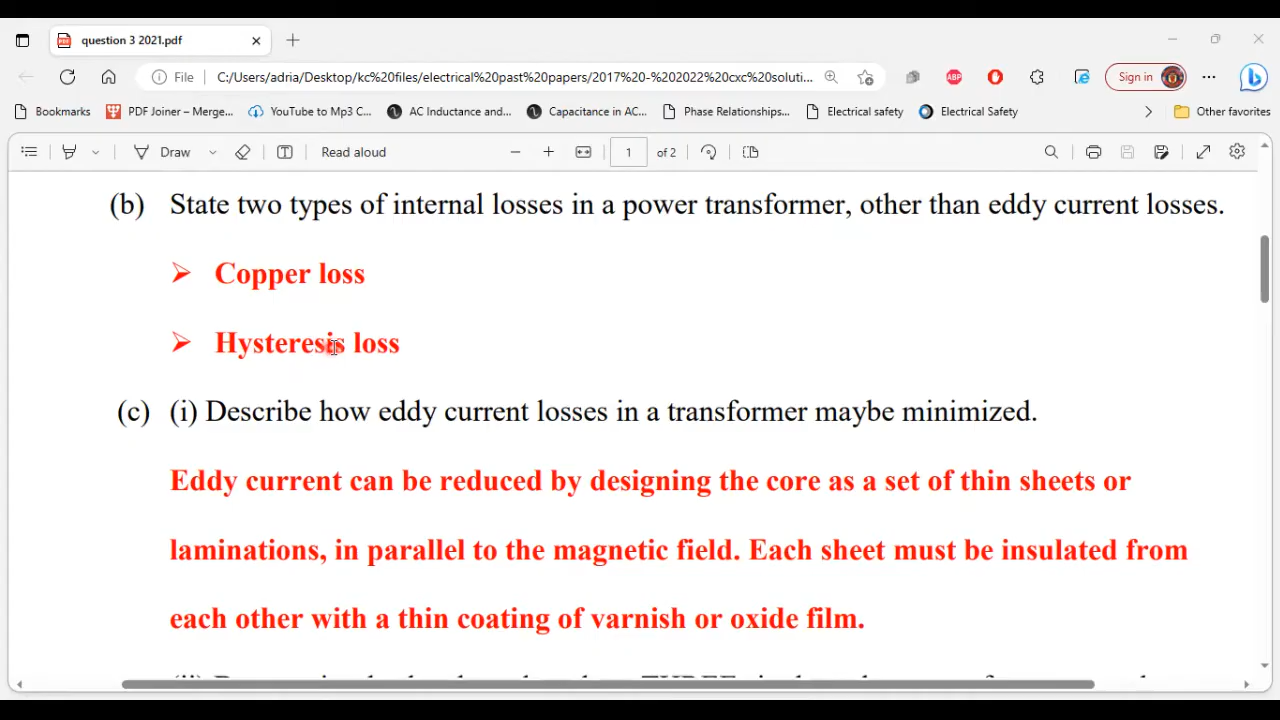 question 3 2021.pdf
File C:/Users/adria/Desktop/kc%20files/electrical%20past%20papers/2017%20-%202022%20cxc%20soluti... ABP Sign in
Bookmarks PDF Joiner – Merge... YouTube to Mp3 C... AC Inductance and... Capacitance in AC... Phase Relationships... Electrical safety Electrical Safety Other favorites
Draw Read aloud 1 of 2
(b) State two types of internal losses in a power transformer, other than eddy current losses.
➢ Copper loss
➢ Hysteresis loss
(c) (i) Describe how eddy current losses in a transformer maybe minimized.
Eddy current can be reduced by designing the core as a set of thin sheets or
laminations, in parallel to the magnetic field. Each sheet must be insulated from
each other with a thin coating of varnish or oxide film.